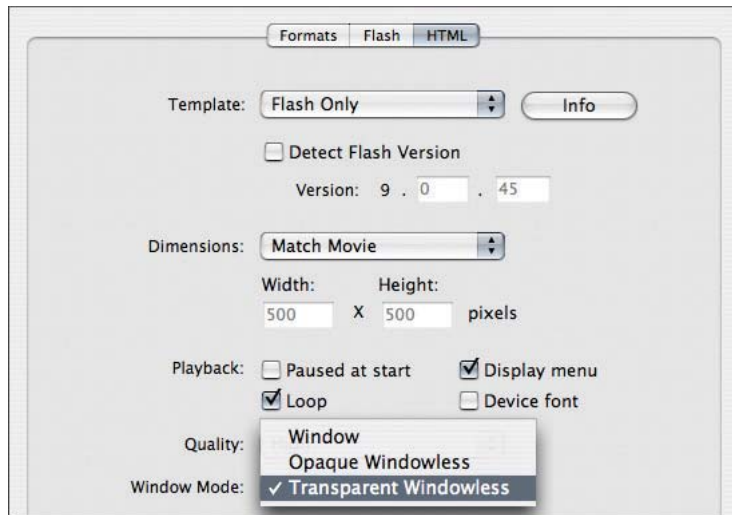 Formats Flash HTML
Template: Flash Only Info
Detect Flash Version
Version: 9 . 0 . 45
Dimensions: Match Movie
Width: Height:
500 X 500 pixels
Playback: Paused at start Display menu
Loop Device font
Quality: Window
Opaque Windowless
Window Mode: ✓ Transparent Windowless